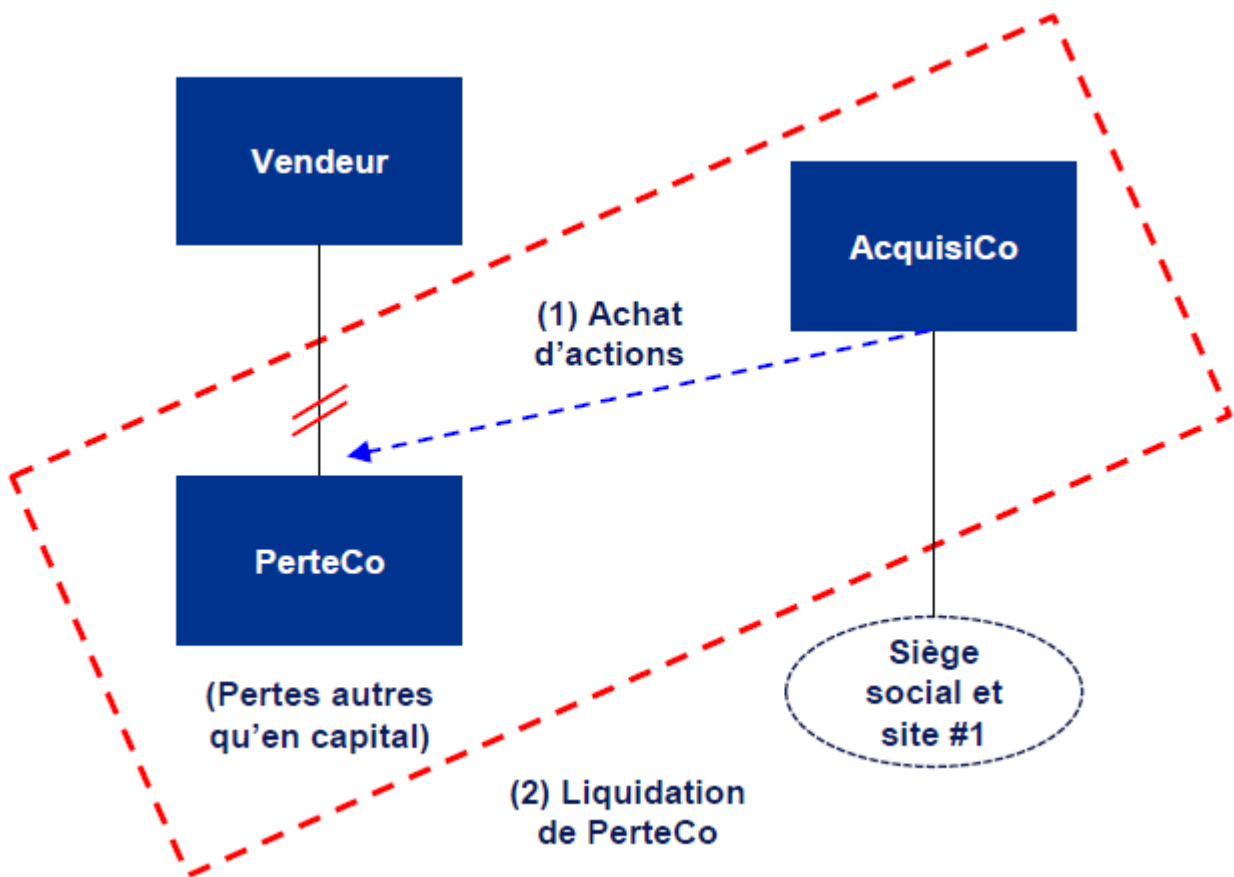 Vendeur
AcquisiCo
(1) Achat
d'actions
PerteCo
(Pertes autres
qu'en capital)
Siège
social et
site #1
(2) Liquidation
de PerteCo